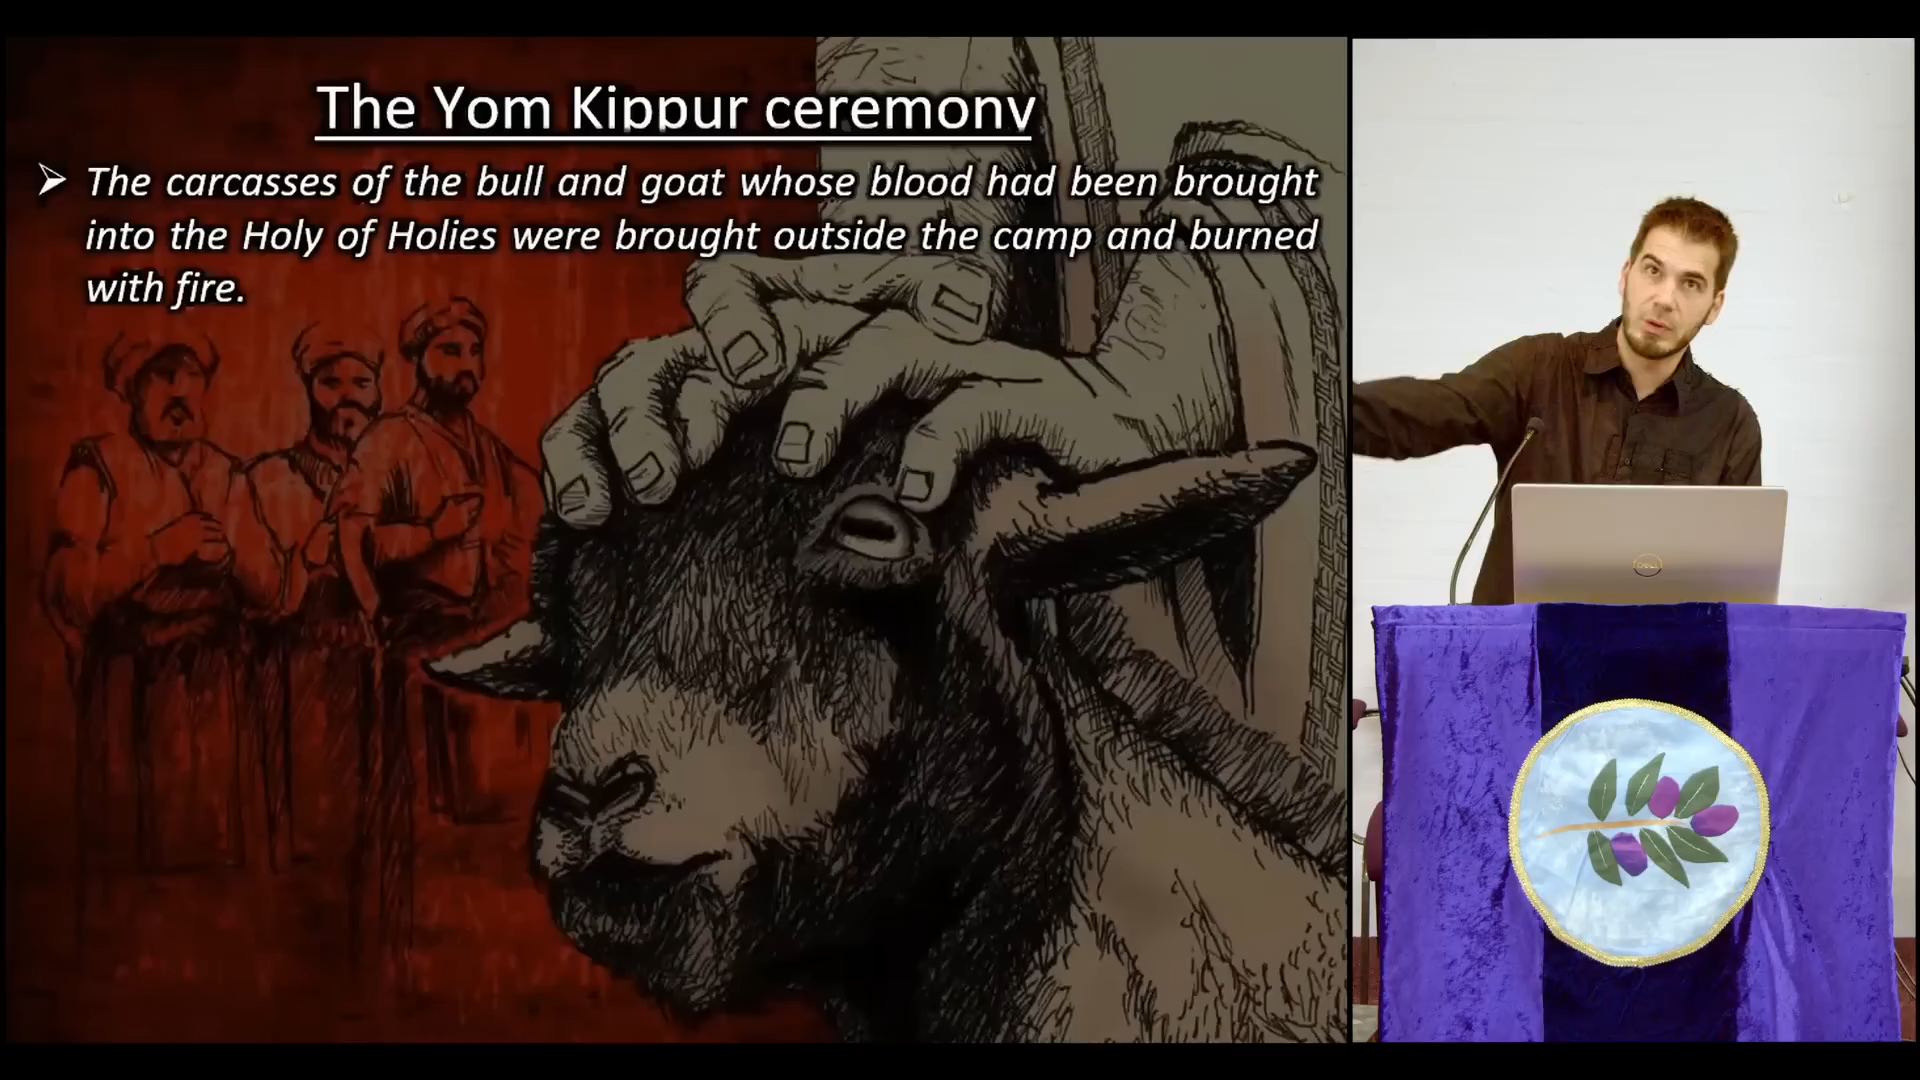 The Yom Kippur ceremony
➢ The carcasses of the bull and goat whose blood had been brought
into the Holy of Holies were brought outside the camp and burned
with fire.
DELL